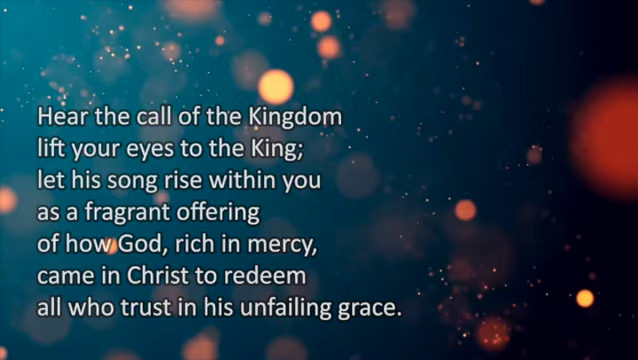 Hear the call of the Kingdom
lift your eyes to the King;
let his song rise within you
as a fragrant offering
of how God, rich in mercy,
came in Christ to redeem
all who trust in his unfailing grace.